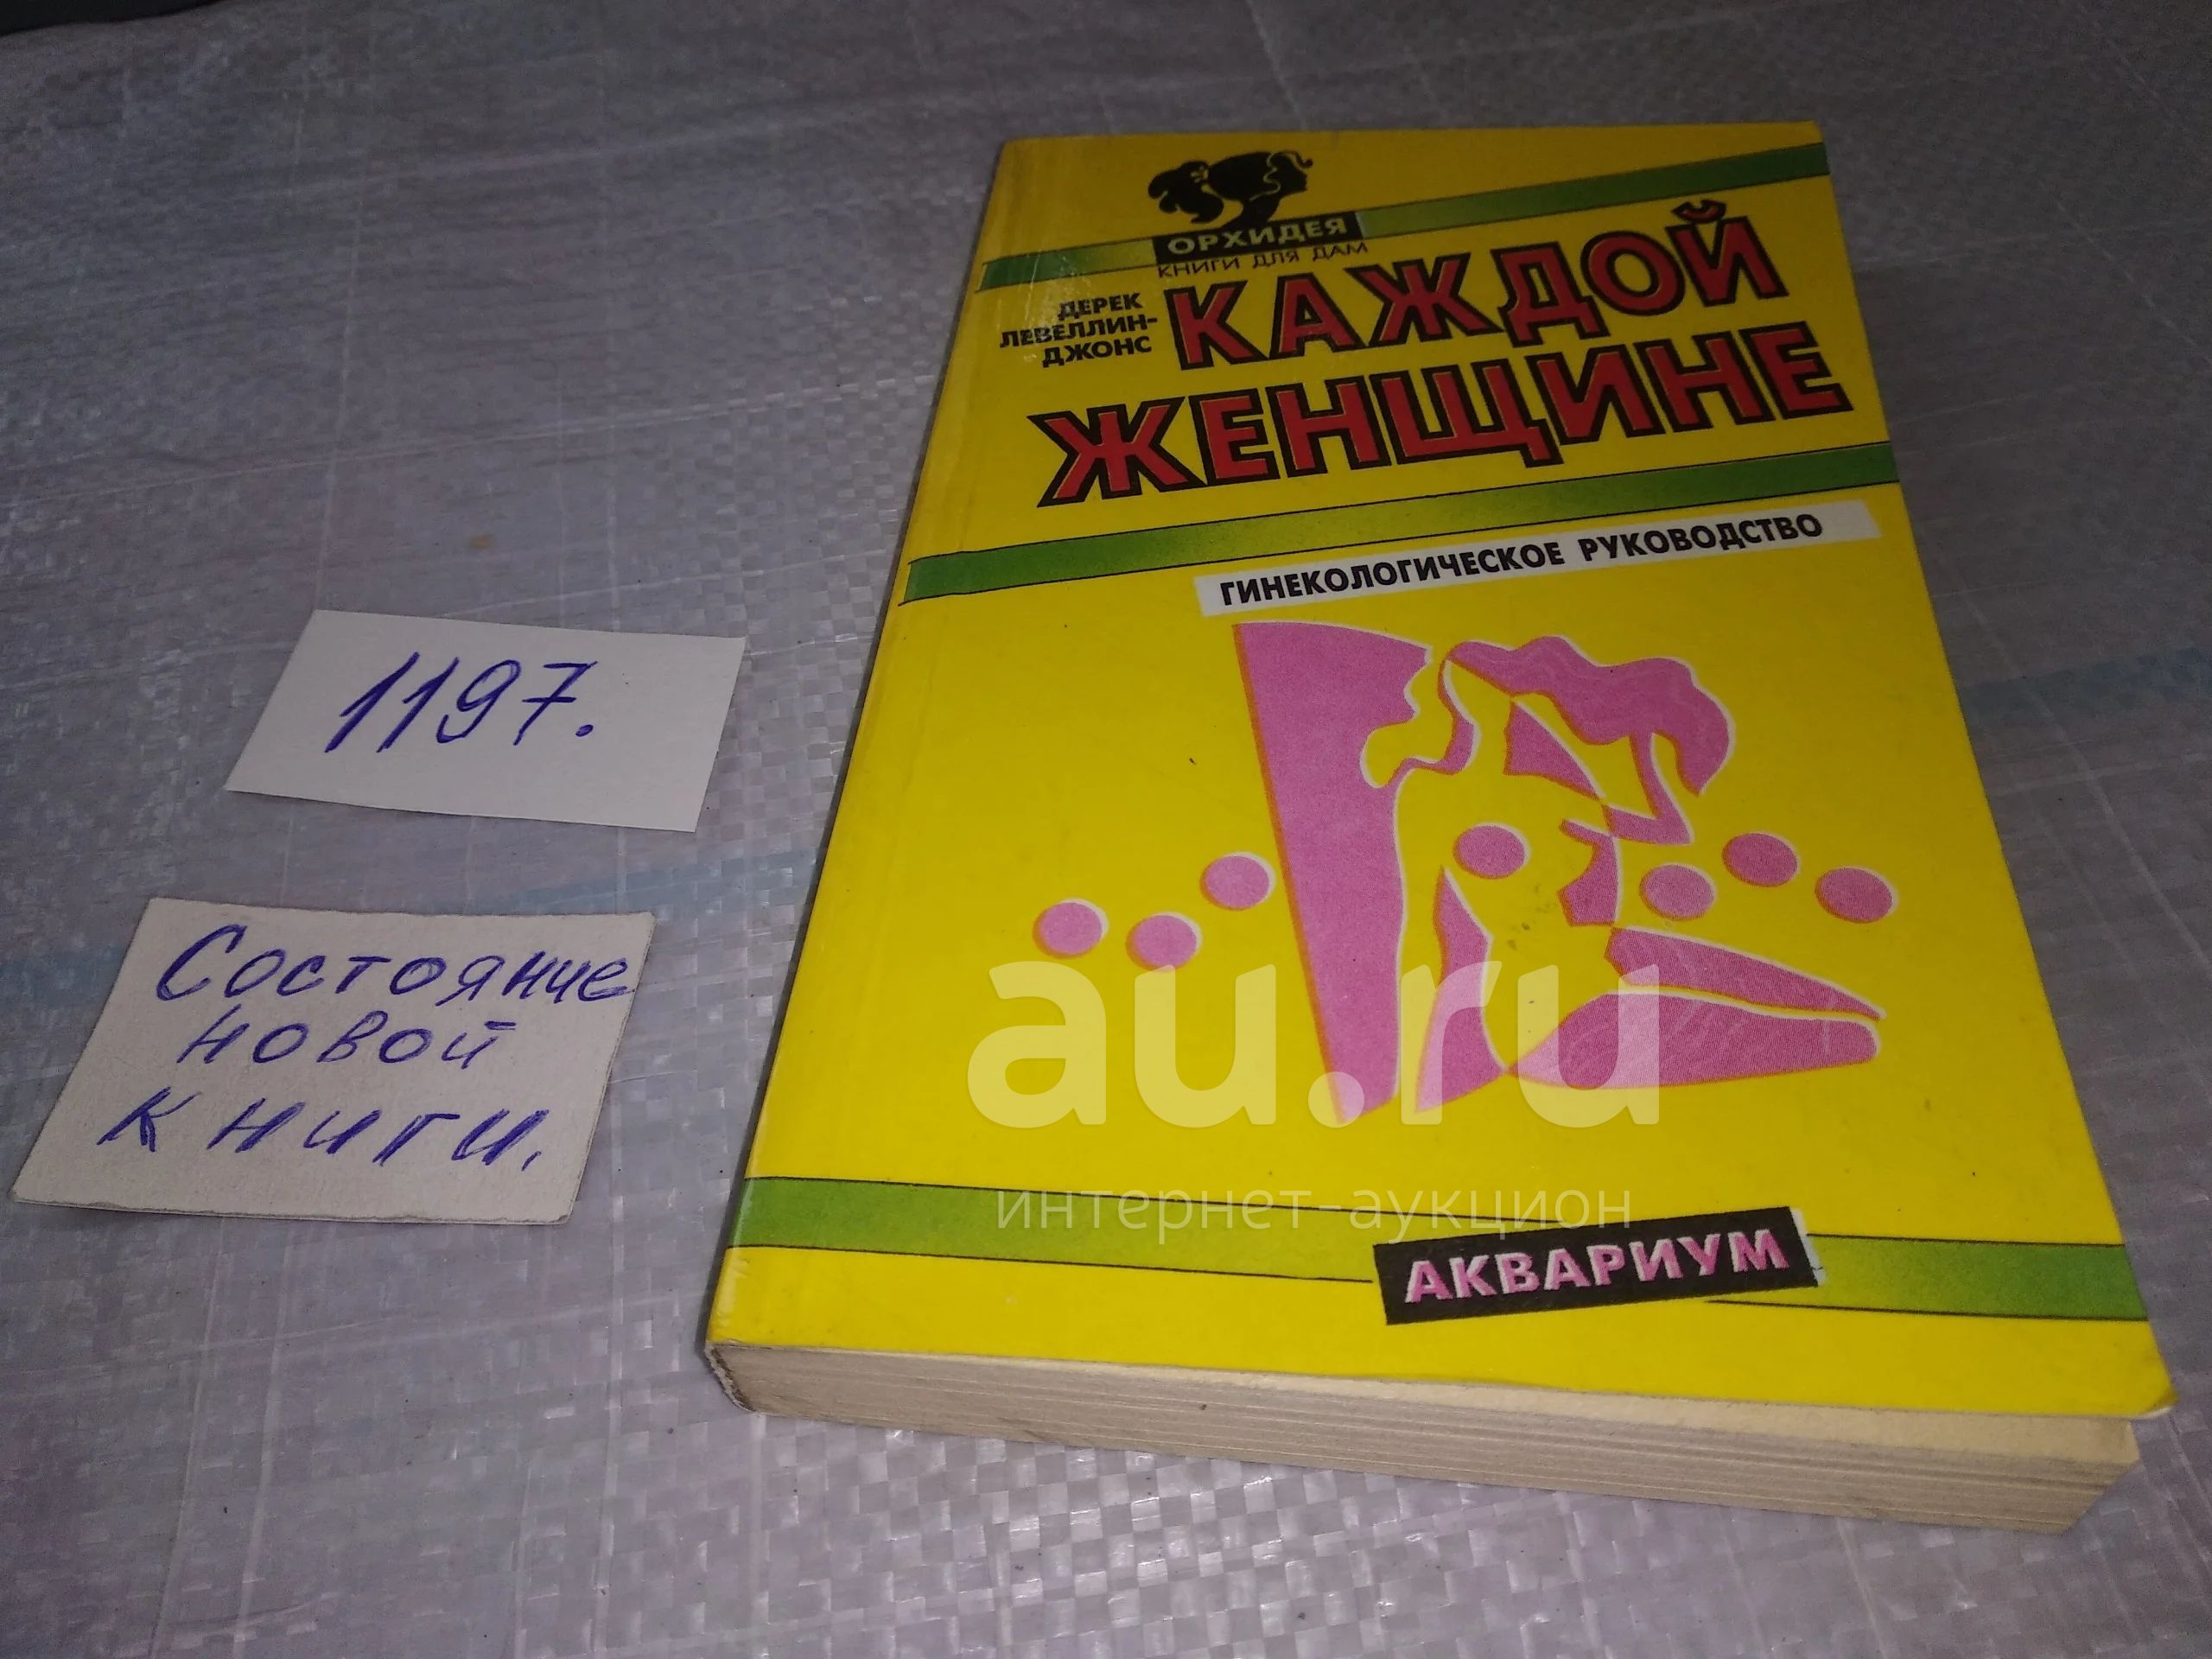 ОРХИДЕЯ
КНИГИ ДЛЯ ДАМ
ДЕРЕК
ЛЕВЕЛЛИН-
ДЖОНС
КАЖДОЙ
ЖЕНЩИНЕ
ГИНЕКОЛОГИЧЕСКОЕ РУКОВОДСТВО
1197.
Состояние
новой
книги.
au.ru
интернет-аукцион
АКВАРИУМ